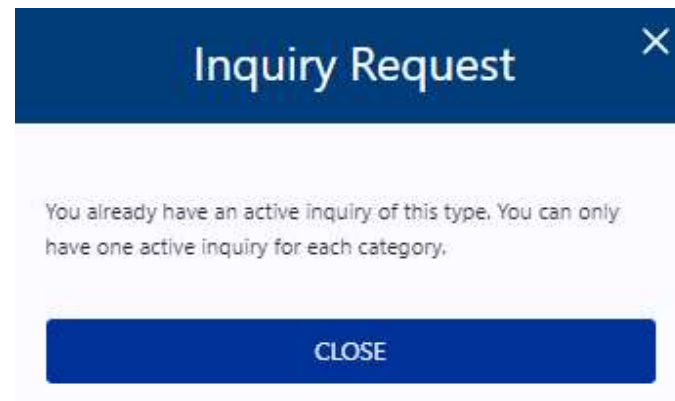 Inquiry Request
You already have an active inquiry of this type. You can only
have one active inquiry for each category.
CLOSE